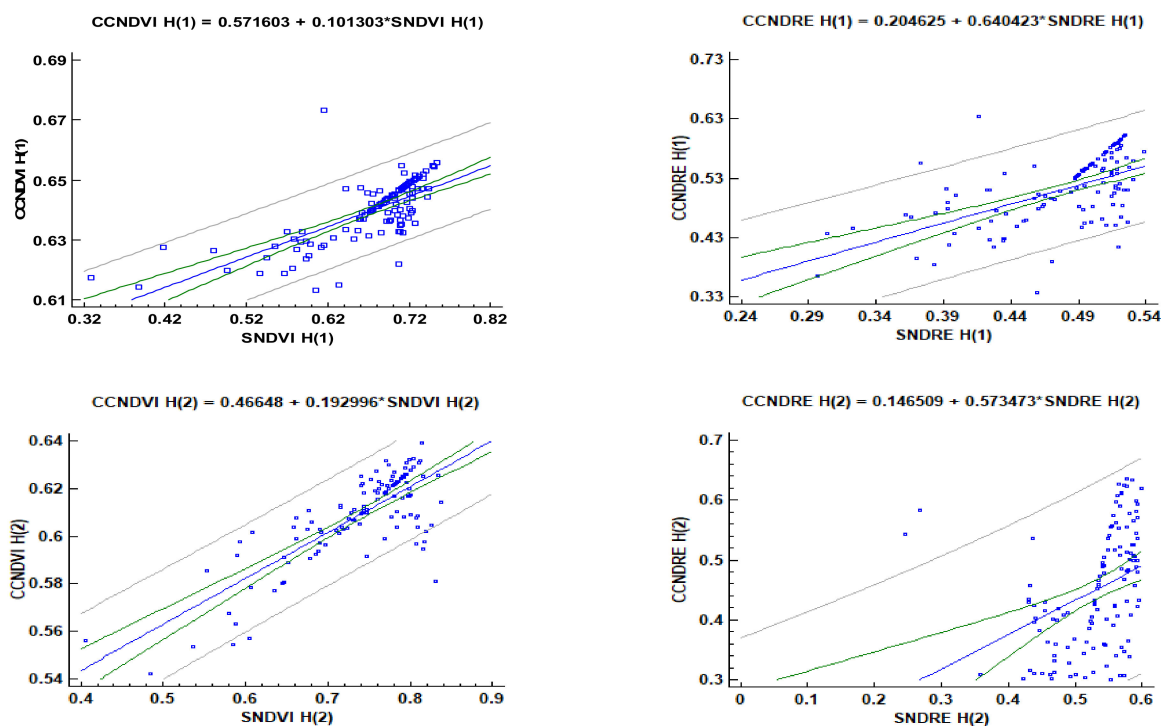 CCNDVI H(1) = 0.571603 + 0.101303*SNDVI H(1)
0.69
0.67
0.65
0.63
0.61
CCNDVI H(1)
0.32 0.42 0.52 0.62 0.72 0.82
SNDVI H(1)
CCNDRE H(1) = 0.204625 + 0.640423*SNDRE H(1)
0.73
0.63
0.53
0.43
0.33
CCNDRE H(1)
0.24 0.29 0.34 0.39 0.44 0.49 0.54
SNDRE H(1)
CCNDVI H(2) = 0.46648 + 0.192996*SNDVI H(2)
0.64
0.62
0.6
0.58
0.56
0.54
CCNDVI H(2)
0.4 0.5 0.6 0.7 0.8 0.9
SNDVI H(2)
CCNDRE H(2) = 0.146509 + 0.573473*SNDRE H(2)
0.7
0.6
0.5
0.4
0.3
CCNDRE H(2)
0 0.1 0.2 0.3 0.4 0.5 0.6
SNDRE H(2)